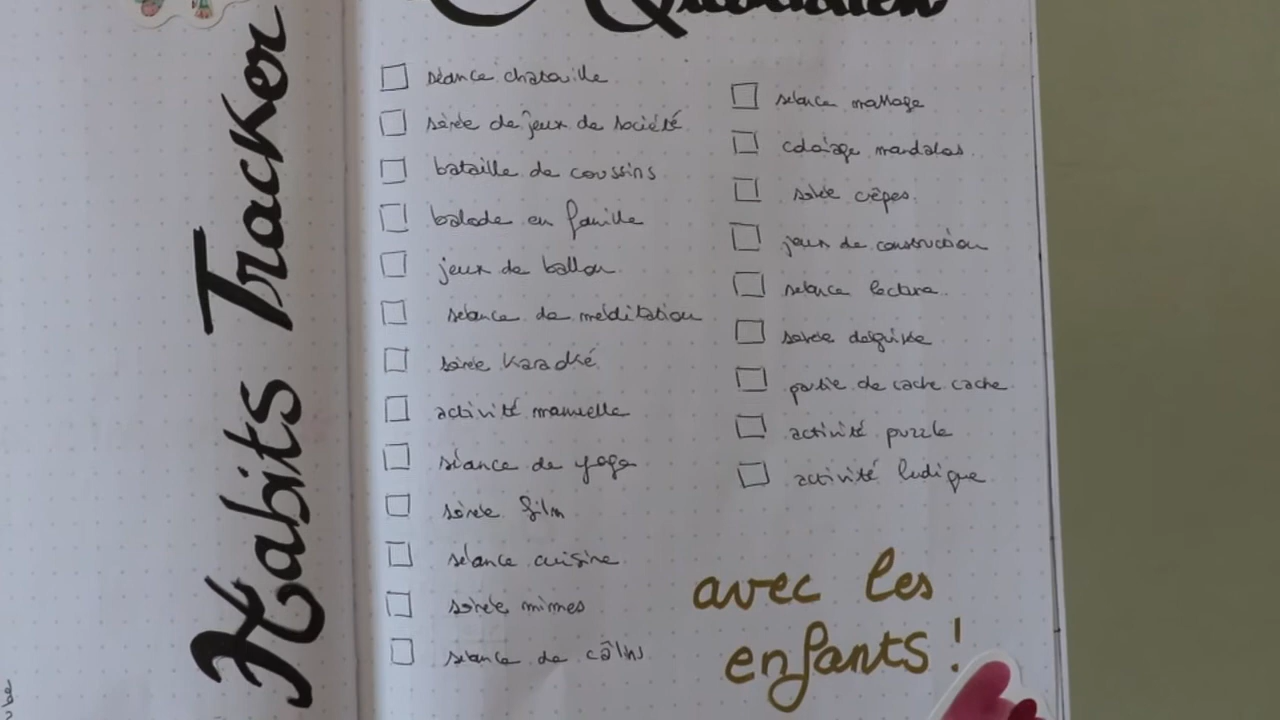 Habits Tracker
Quotidien
séance chatouille
soirée de jeux de société
bataille de coussins
balade en famille
jeux de ballon
séance de méditation
soirée karaoké
activité manuelle
séance de yoga
soirée film
séance cuisine
soirée mimes
séance de câlins
séance massage
coloriage mandalas
soirée crêpes
jeux de construction
séance lecture
soirée déguisée
partie de cache cache
activité puzzle
activité ludique
avec les
enfants !